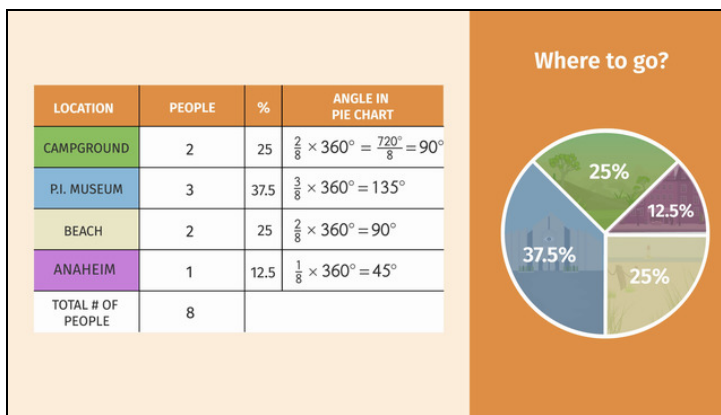 Where to go?
LOCATION PEOPLE % ANGLE IN
PIE CHART
CAMPGROUND 2 25 2/8 × 360° = 720°/8 = 90°
P.I. MUSEUM 3 37.5 3/8 × 360° = 135°
BEACH 2 25 2/8 × 360° = 90°
ANAHEIM 1 12.5 1/8 × 360° = 45°
TOTAL # OF
PEOPLE 8
25%
12.5%
37.5%
25%